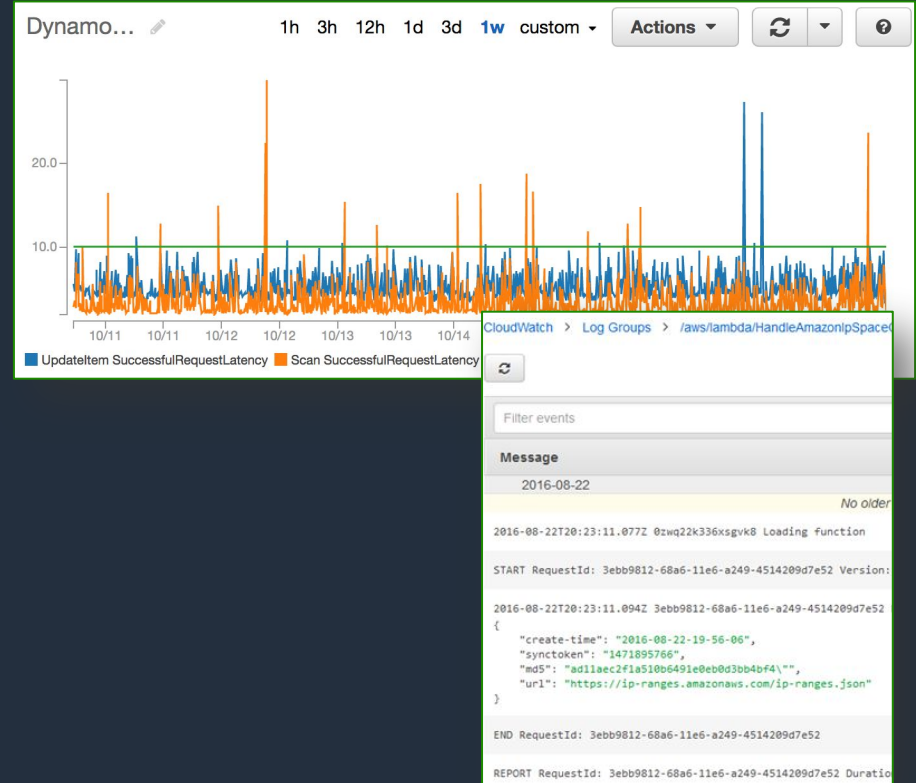 Dynamo... 1h 3h 12h 1d 3d 1w custom Actions ?
20.0
10.0
10/11 10/11 10/12 10/12 10/13 10/13 10/14
UpdateItem SuccessfulRequestLatency Scan SuccessfulRequestLatency
CloudWatch > Log Groups > /aws/lambda/HandleAmazonIpSpace
Filter events
Message
2016-08-22
No older
2016-08-22T20:23:11.077Z 0zwq22k336xsgvk8 Loading function
START RequestId: 3ebb9812-68a6-11e6-a249-4514209d7e52 Version:
2016-08-22T20:23:11.094Z 3ebb9812-68a6-11e6-a249-4514209d7e52
{
"create-time": "2016-08-22-19-56-06",
"synctoken": "1471895766",
"md5": "ad11aec2f1a510b6491e0eb0d3bb4bf4\"",
"url": "https://ip-ranges.amazonaws.com/ip-ranges.json"
}
END RequestId: 3ebb9812-68a6-11e6-a249-4514209d7e52
REPORT RequestId: 3ebb9812-68a6-11e6-a249-4514209d7e52 Duratio